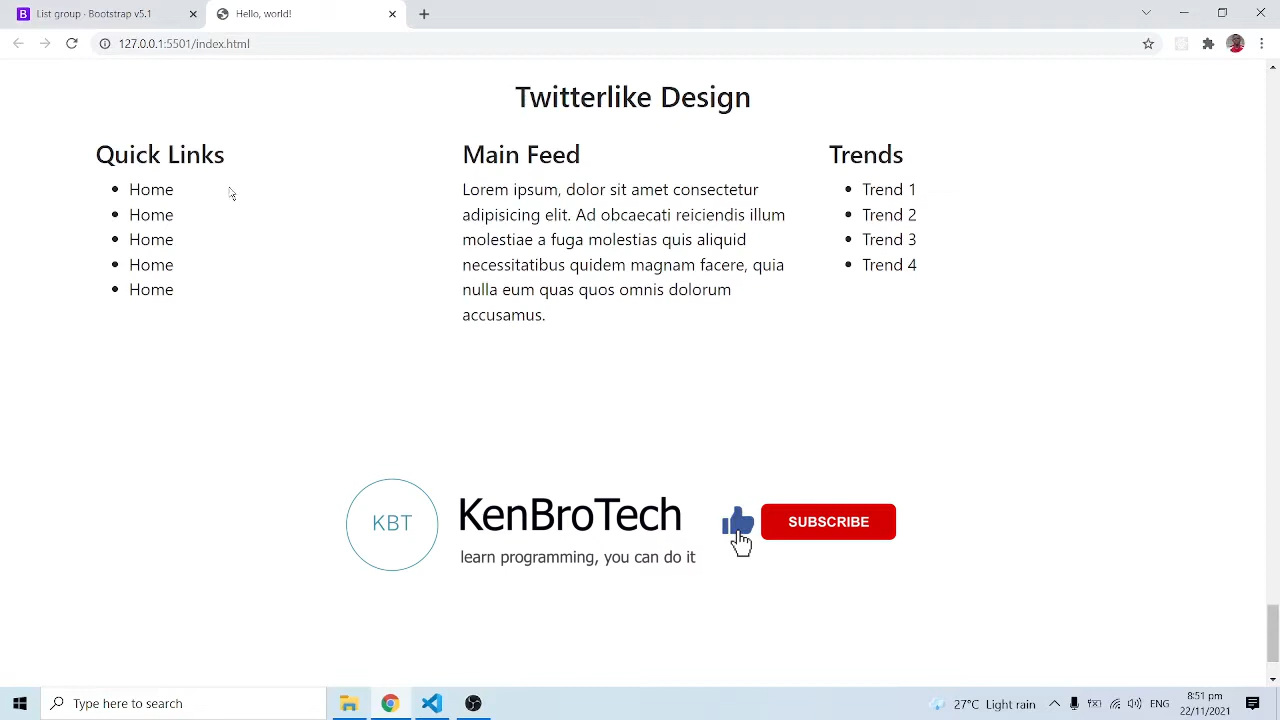 List group · Bootstrap v5.1
Hello, world!
127.0.0.1:5501/index.html
Twitterlike Design
Quick Links
Home
Home
Home
Home
Home
Main Feed
Lorem ipsum, dolor sit amet consectetur
adipisicing elit. Ad obcaecati reiciendis illum
molestiae a fuga molestias quis aliquid
necessitatibus quidem magnam facere, quia
nulla eum quas quos omnis dolorum
accusamus.
Trends
Trend 1
Trend 2
Trend 3
Trend 4
KBT
KenBroTech
learn programming, you can do it
SUBSCRIBE
Type here to search
27°C Light rain
ENG
8:51 pm
22/11/2021